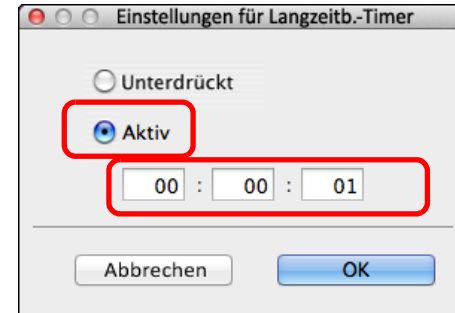 Einstellungen für Langzeitb.-Timer
Unterdrückt
Aktiv
00 : 00 : 01
Abbrechen OK